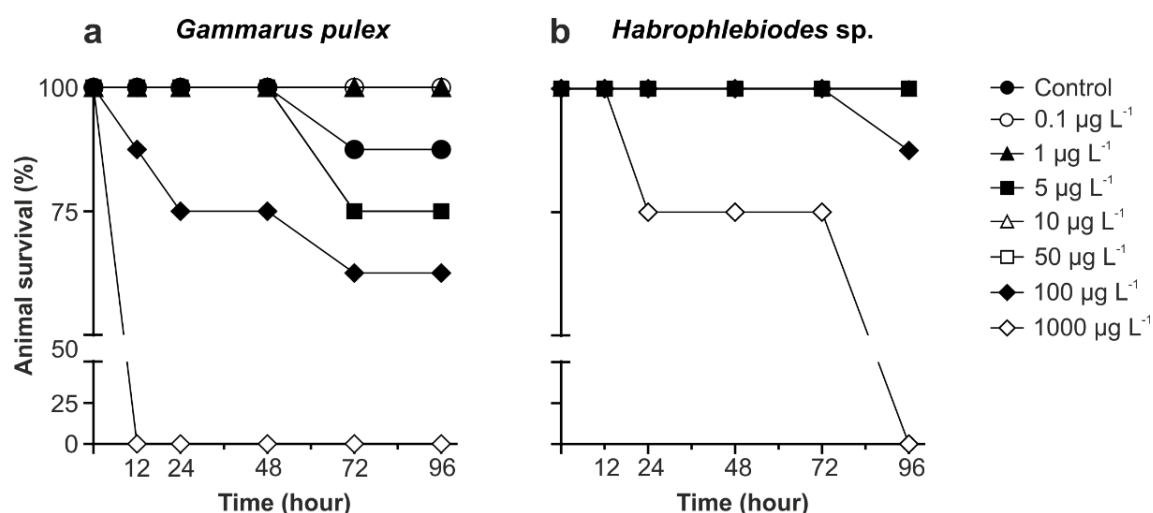 a Gammarus pulex
b Habrophlebiodes sp.
Animal survival (%)
100
75
50
25
0
12 24 48 72 96
Time (hour)
12 24 48 72 96
Time (hour)
Control
0.1 µg L⁻¹
1 µg L⁻¹
5 µg L⁻¹
10 µg L⁻¹
50 µg L⁻¹
100 µg L⁻¹
1000 µg L⁻¹